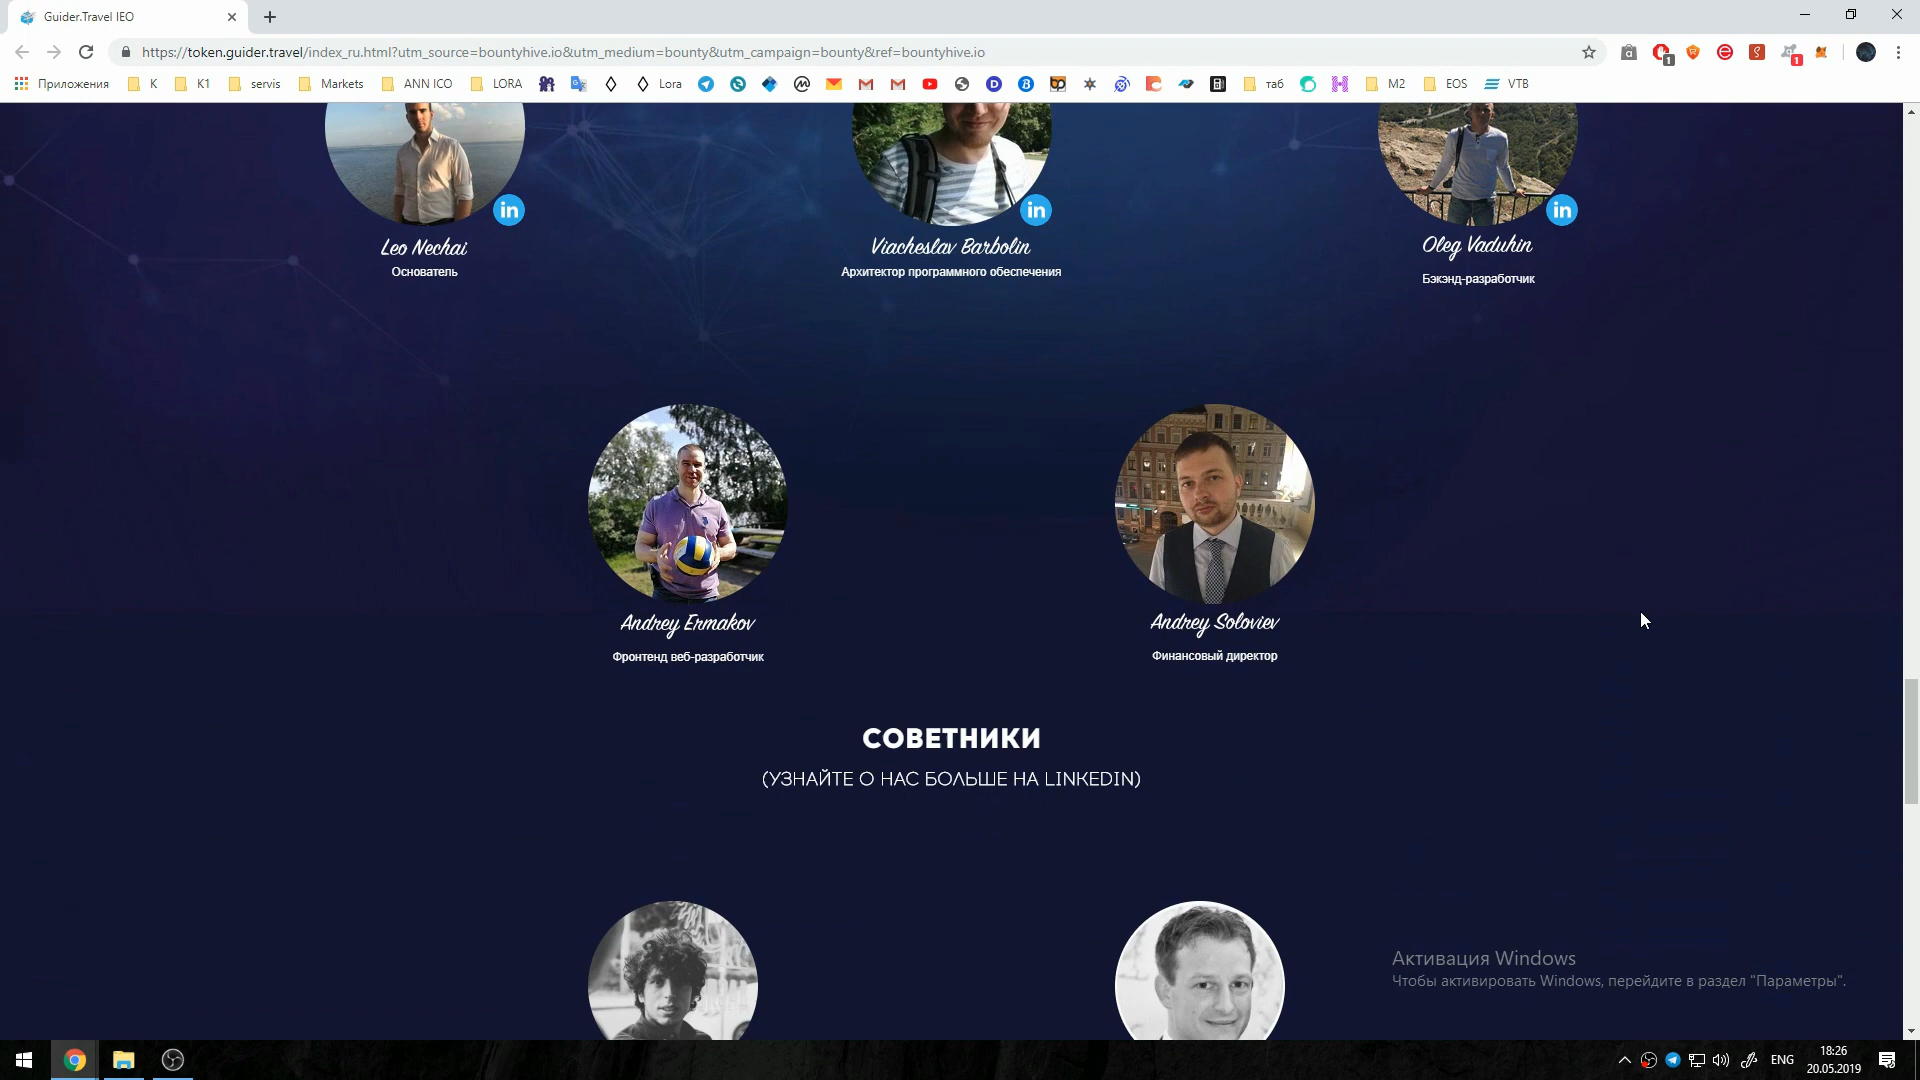 Guider.Travel IEO
https://token.guider.travel/index_ru.html?utm_source=bountyhive.io&utm_medium=bounty&utm_campaign=bounty&ref=bountyhive.io
Приложения K K1 servis Markets ANN ICO LORA Lora таб M2 EOS VTB
Leo Nechai
Основатель
Viacheslav Barbolin
Архитектор программного обеспечения
Oleg Vaduhin
Бэкэнд-разработчик
Andrey Ermakov
Фронтенд веб-разработчик
Andrey Soloviev
Финансовый директор
СОВЕТНИКИ
(УЗНАЙТЕ О НАС БОЛЬШЕ НА LINKEDIN)
Активация Windows
Чтобы активировать Windows, перейдите в раздел "Параметры".
ENG
18:26
20.05.2019